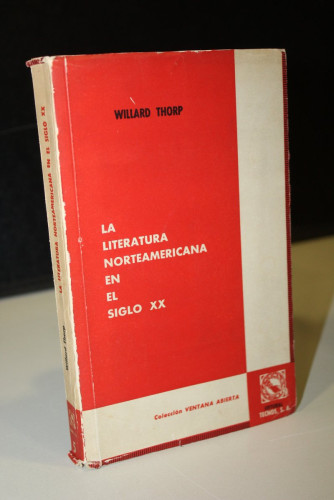 WILLARD THORP
LA
LITERATURA
NORTEAMERICANA
EN
EL
SIGLO XX
Colección VENTANA ABIERTA
TECNOS, S. A.
LA LITERATURA NORTEAMERICANA EN EL SIGLO XX
Willard Thorp